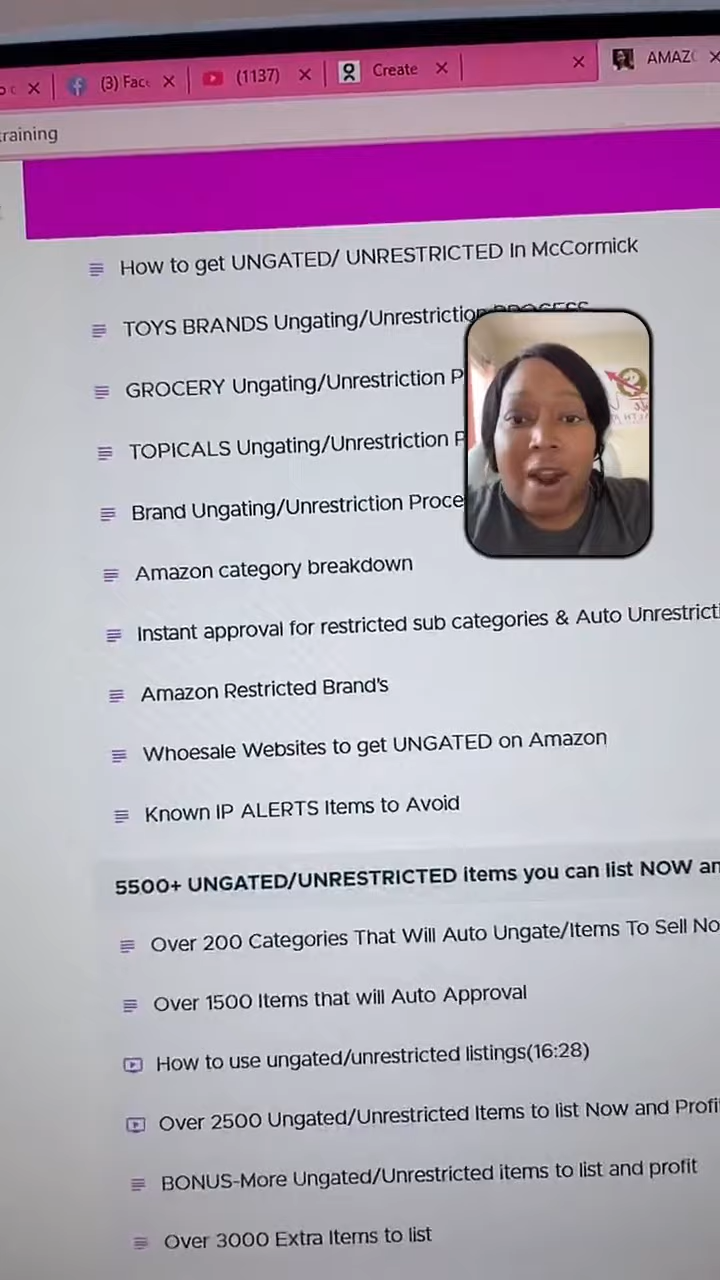 (3) Face
(1137)
Create
AMAZO
training
How to get UNGATED/ UNRESTRICTED In McCormick
TOYS BRANDS Ungating/Unrestriction PROCESS
GROCERY Ungating/Unrestriction P
TOPICALS Ungating/Unrestriction P
Brand Ungating/Unrestriction Proce
Amazon category breakdown
Instant approval for restricted sub categories & Auto Unrestricti
Amazon Restricted Brand's
Whoesale Websites to get UNGATED on Amazon
Known IP ALERTS Items to Avoid
5500+ UNGATED/UNRESTRICTED items you can list NOW an
Over 200 Categories That Will Auto Ungate/Items To Sell No
Over 1500 Items that will Auto Approval
How to use ungated/unrestricted listings(16:28)
Over 2500 Ungated/Unrestricted Items to list Now and Profi
BONUS-More Ungated/Unrestricted items to list and profit
Over 3000 Extra Items to list